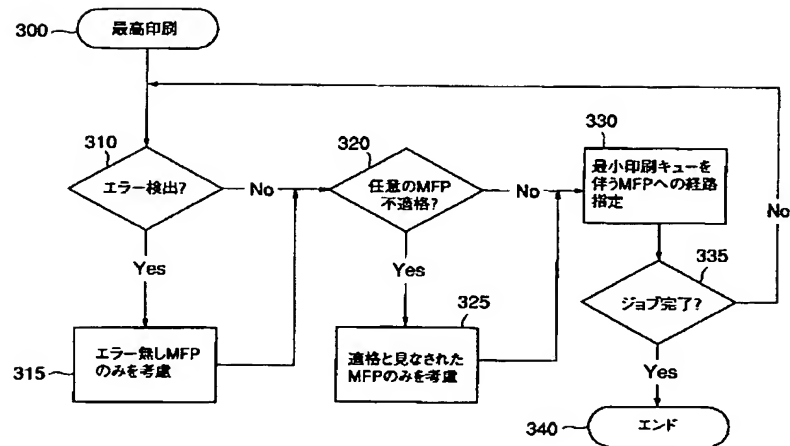 300
最高印刷
310
エラー検出?
No
Yes
315
エラー無しMFP
のみを考慮
320
任意のMFP
不適格?
No
Yes
325
適格と見なされた
MFPのみを考慮
330
最小印刷キューを
伴うMFPへの経路
指定
335
ジョブ完了?
No
Yes
340
エンド